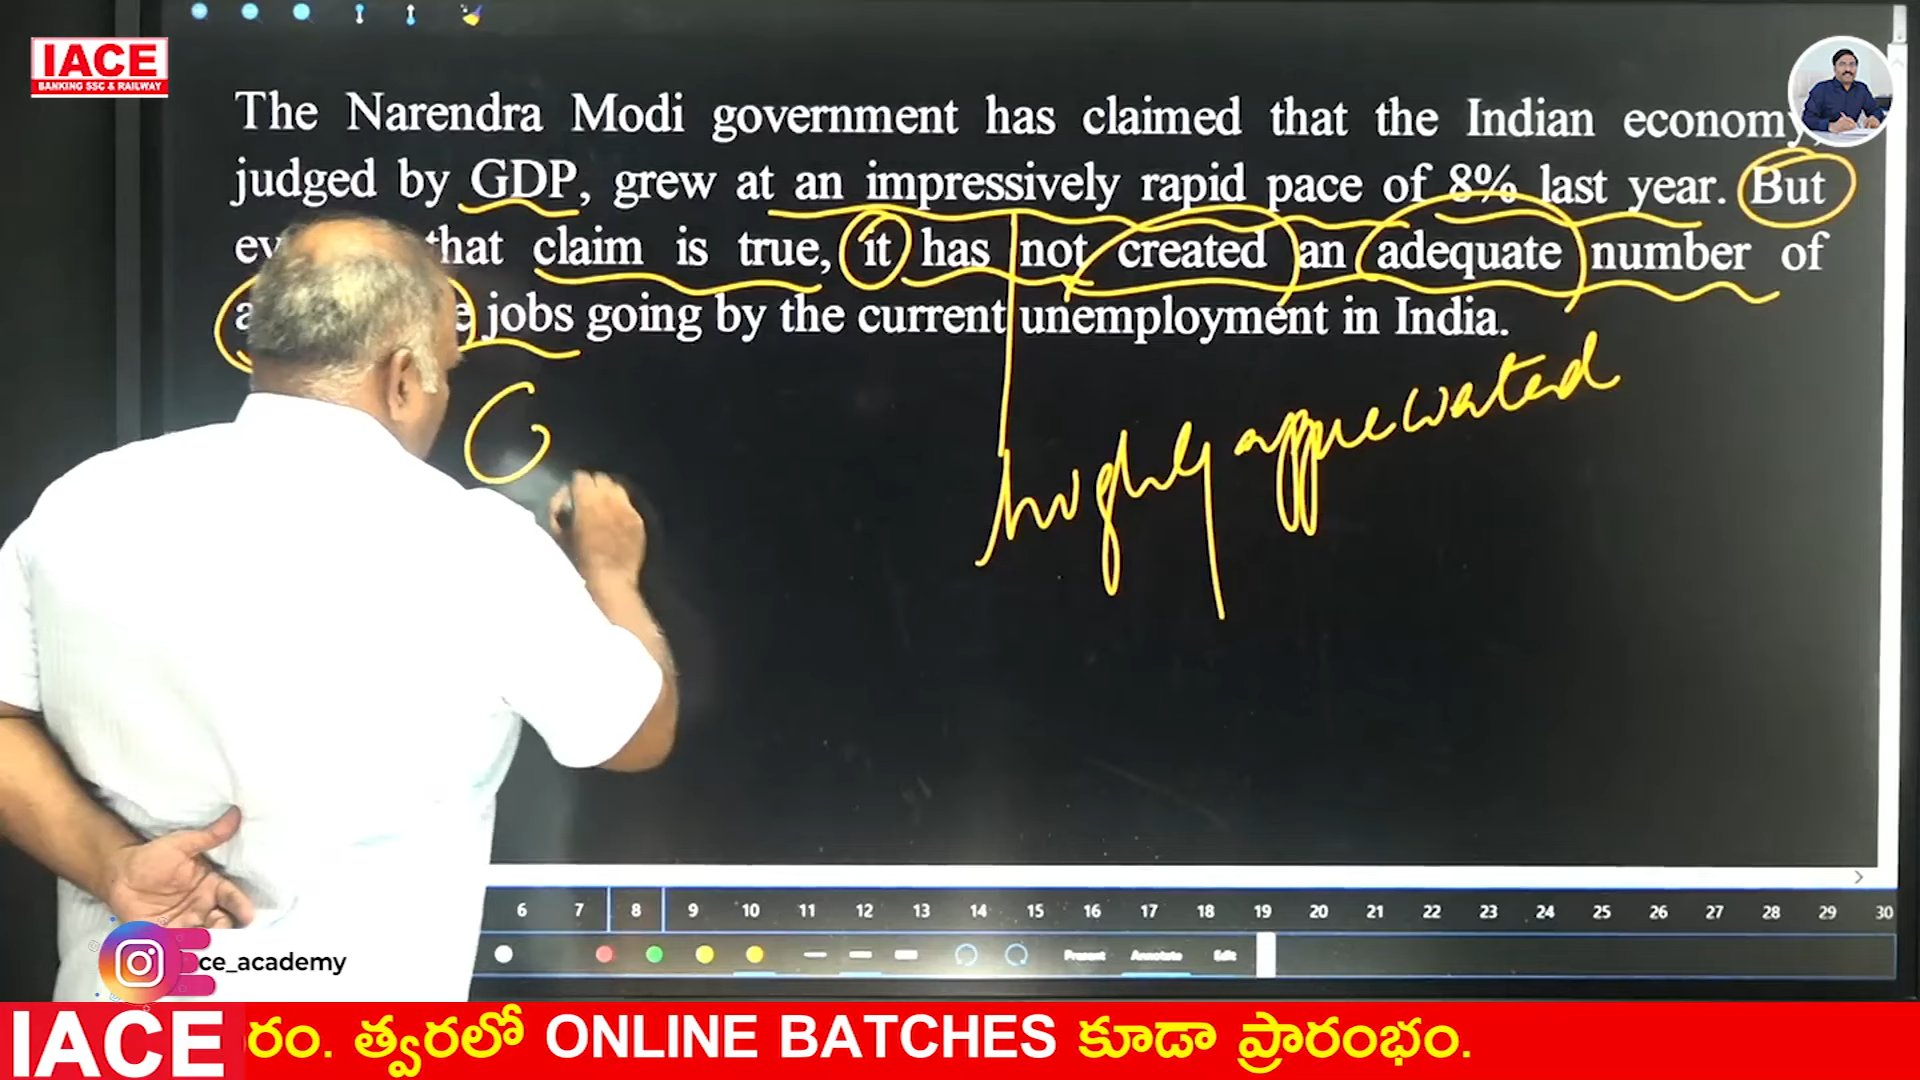 IACE
BANKING SSC & RAILWAY
The Narendra Modi government has claimed that the Indian economy,
judged by GDP, grew at an impressively rapid pace of 8% last year. But
that claim is true, it has not created an adequate number of
jobs going by the current unemployment in India.
highly appreciated
6 7 8 9 10 11 12 13 14 15 16 17 18 19 20 21 22 23 24 25 26 27 28 29 30
Present Annotate Edit
ce_academy
IACE రం. త్వరలో ONLINE BATCHES కూడా ప్రారంభం.